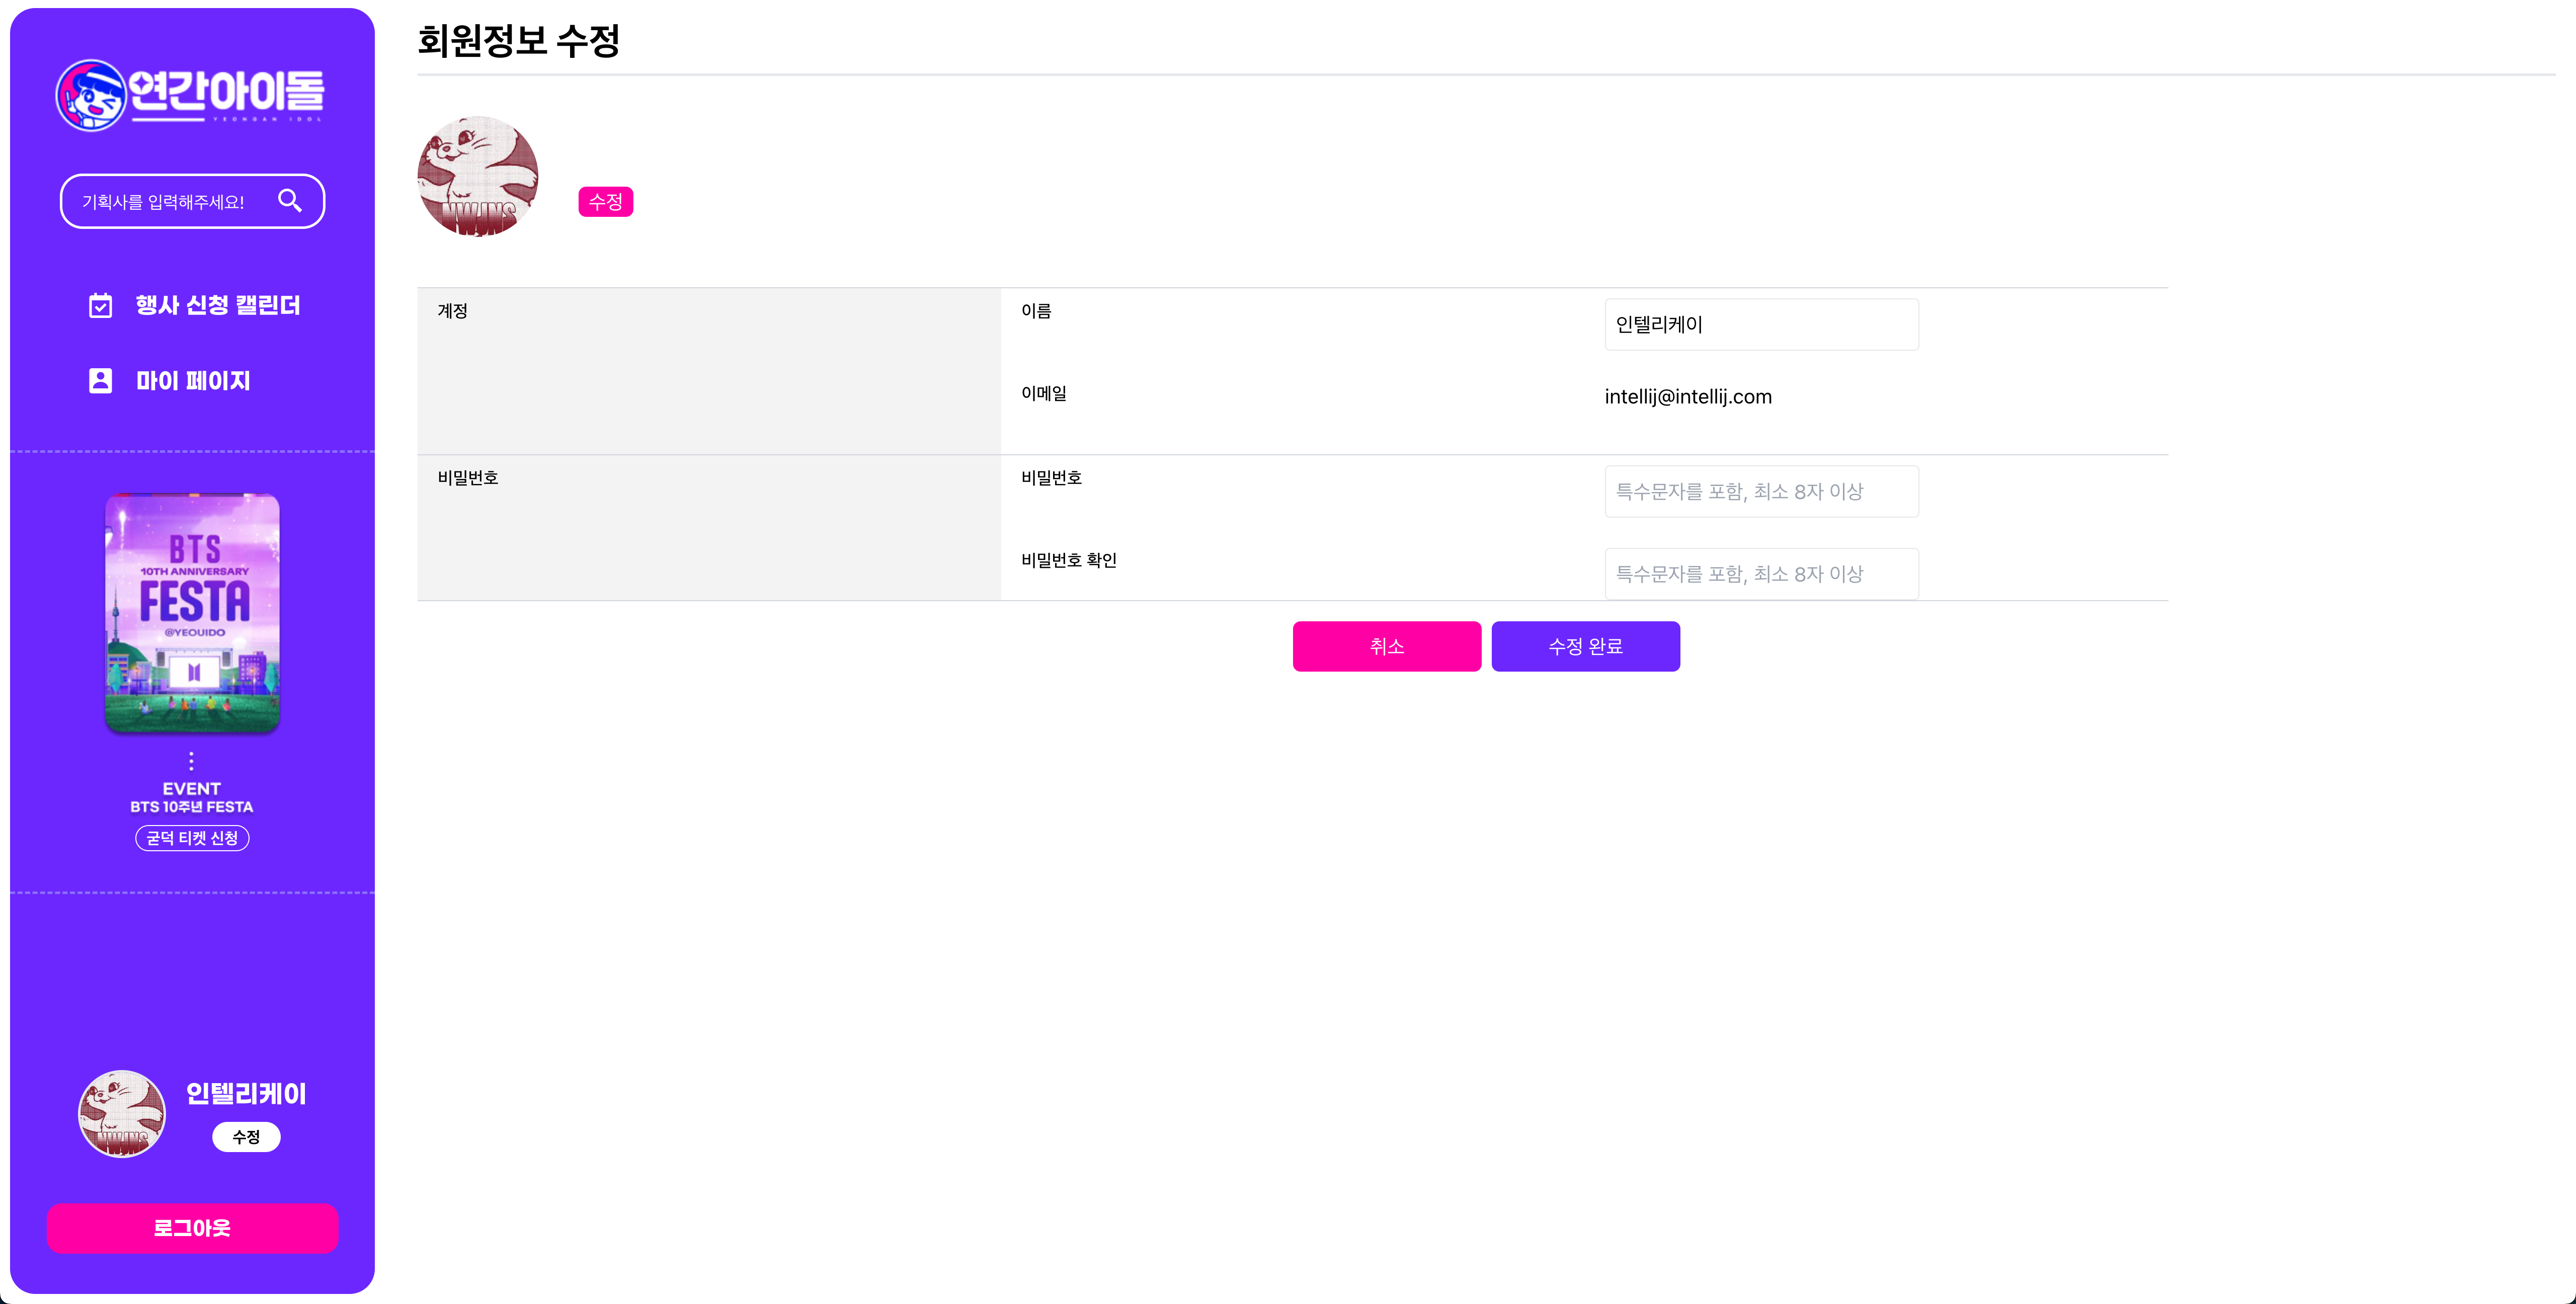 연간아이돌
YEONGAN IDOL
기획사를 입력해주세요!
행사 신청 캘린더
마이 페이지
BTS
10TH ANNIVERSARY
FESTA
@YEOUIDO
EVENT
BTS 10주년 FESTA
굳덕 티켓 신청
인텔리케이
수정
로그아웃
회원정보 수정
NWJNS
수정
계정
이름
인텔리케이
이메일
intellij@intellij.com
비밀번호
비밀번호
특수문자를 포함, 최소 8자 이상
비밀번호 확인
특수문자를 포함, 최소 8자 이상
취소
수정 완료